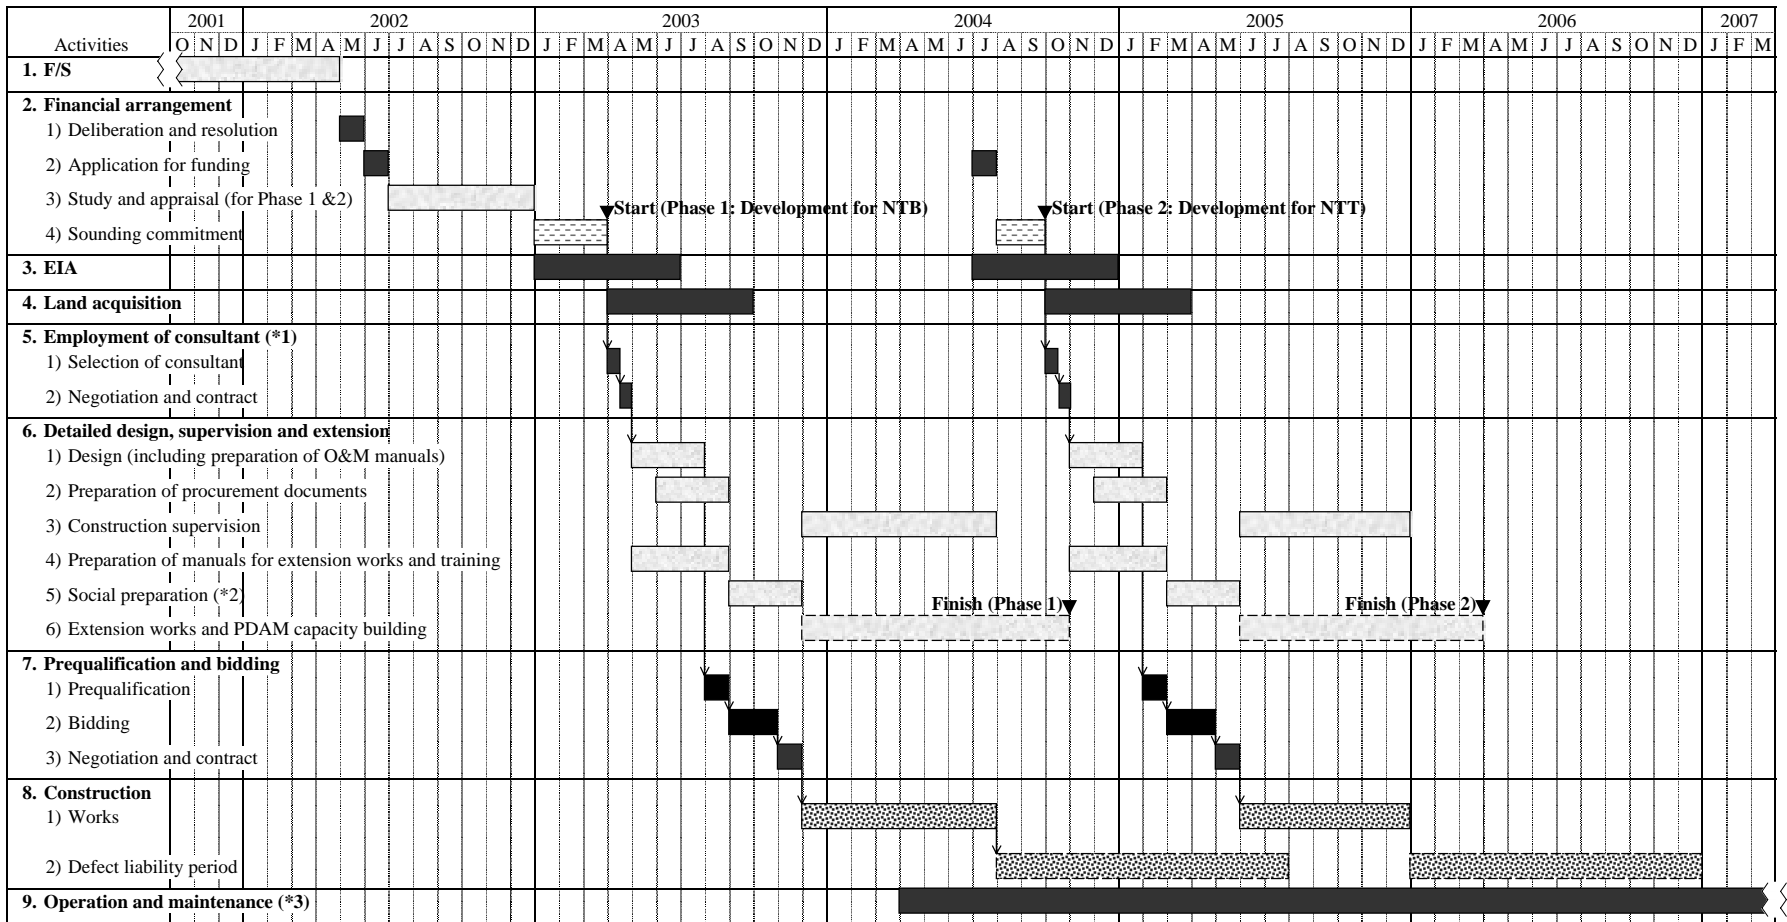 2001 2002 2003 2004 2005 2006 2007
Activities O N D J F M A M J J A S O N D J F M A M J J A S O N D J F M A M J J A S O N D J F M A M J J A S O N D J F M A M J J A S O N D J F M
1. F/S
2. Financial arrangement
1) Deliberation and resolution
2) Application for funding
3) Study and appraisal (for Phase 1 &2)
Start (Phase 1: Development for NTB) Start (Phase 2: Development for NTT)
4) Sounding commitment
3. EIA
4. Land acquisition
5. Employment of consultant (*1)
1) Selection of consultant
2) Negotiation and contract
6. Detailed design, supervision and extension
1) Design (including preparation of O&M manuals)
2) Preparation of procurement documents
3) Construction supervision
4) Preparation of manuals for extension works and training
5) Social preparation (*2)
Finish (Phase 1) Finish (Phase 2)
6) Extension works and PDAM capacity building
7. Prequalification and bidding
1) Prequalification
2) Bidding
3) Negotiation and contract
8. Construction
1) Works
2) Defect liability period
9. Operation and maintenance (*3)